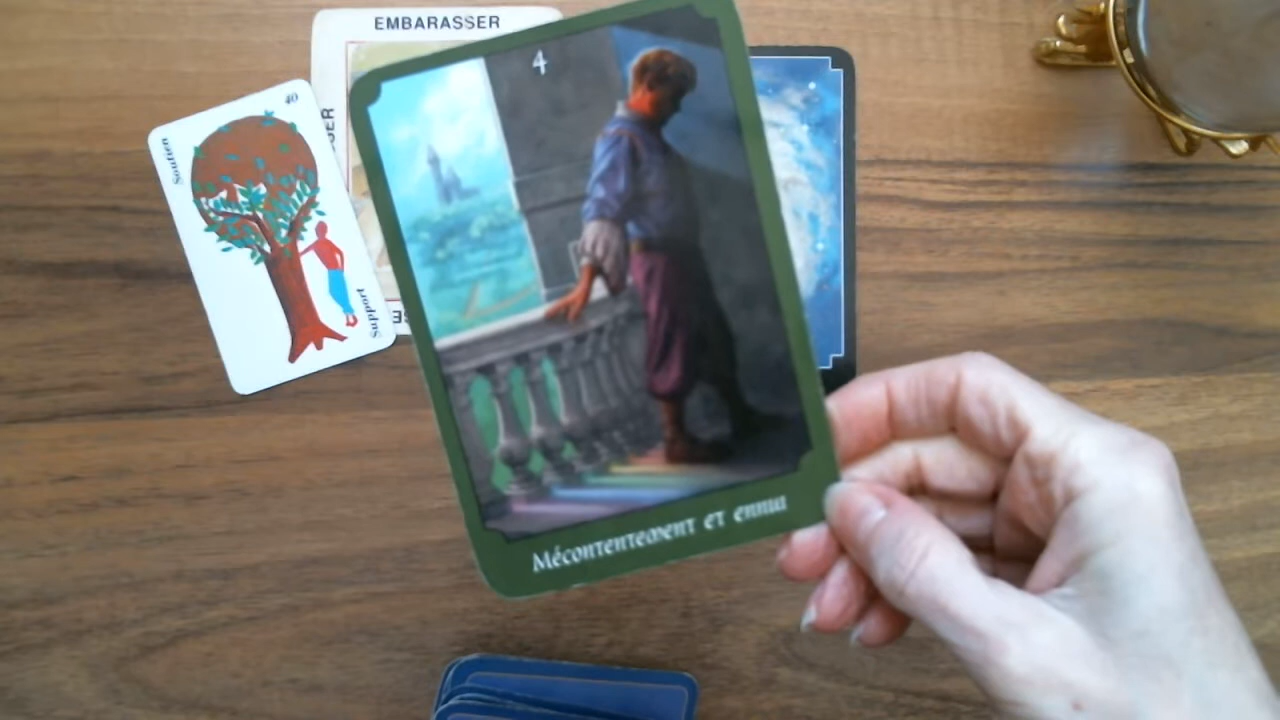 EMBARASSER
40
Soutien
Support
4
Mécontentement et ennui